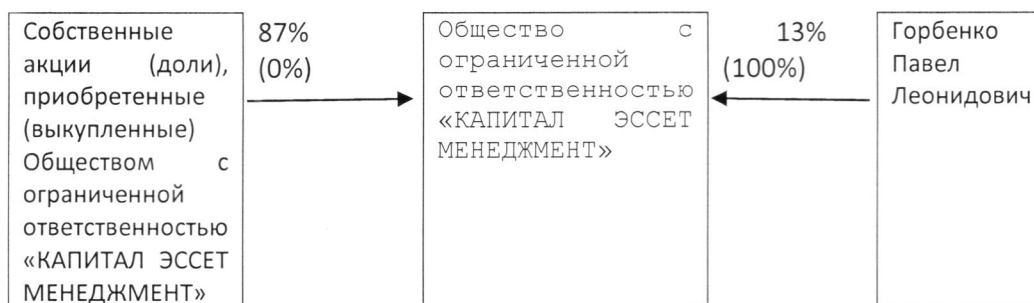 Собственные
акции (доли),
приобретенные
(выкупленные)
Обществом с
ограниченной
ответственностью
«КАПИТАЛ ЭССЕТ
МЕНЕДЖМЕНТ»
87%
(0%)
Общество с
ограниченной
ответственностью
«КАПИТАЛ ЭССЕТ
МЕНЕДЖМЕНТ»
13%
(100%)
Горбенко
Павел
Леонидович